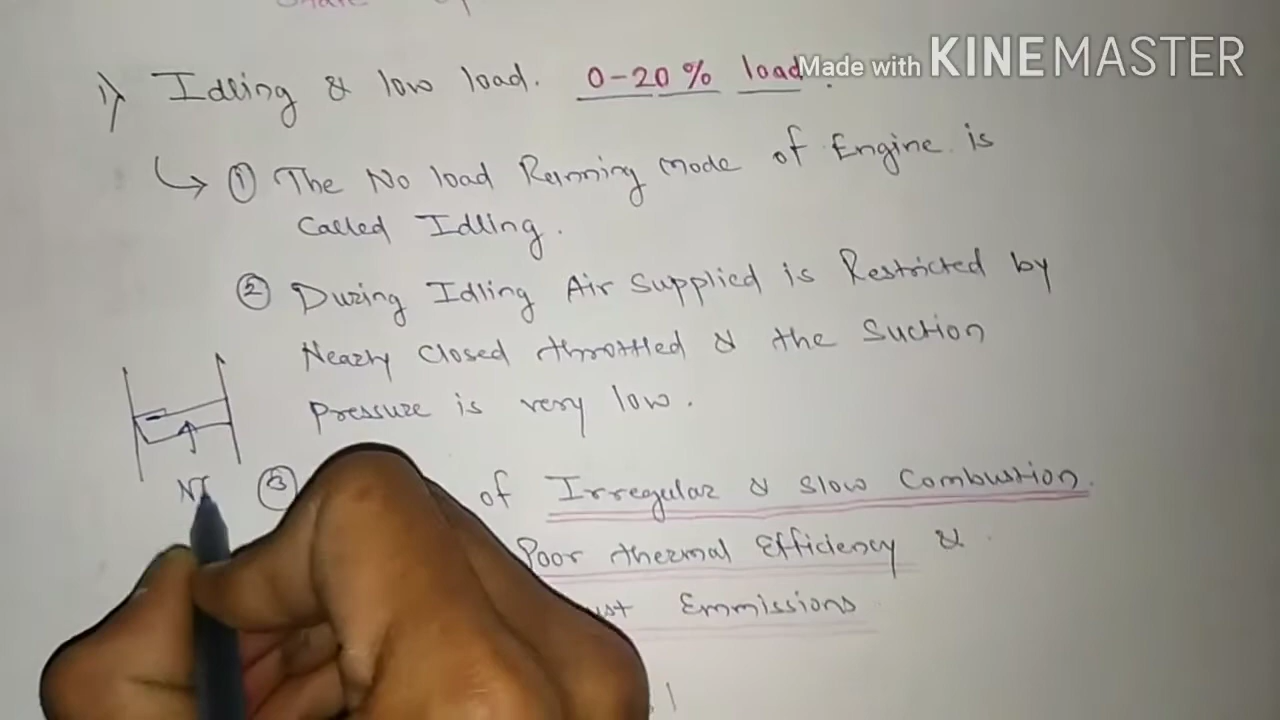 1) Idling & low load. 0-20% load.
Made with KINEMASTER
↳ ① The No load Running mode of Engine is
Called Idling.
② During Idling Air Supplied is Restricted by
Nearly Closed throttled & the Suction
Pressure is very low.
③ of Irregular & Slow Combustion.
Poor thermal Efficiency &
Emmissions